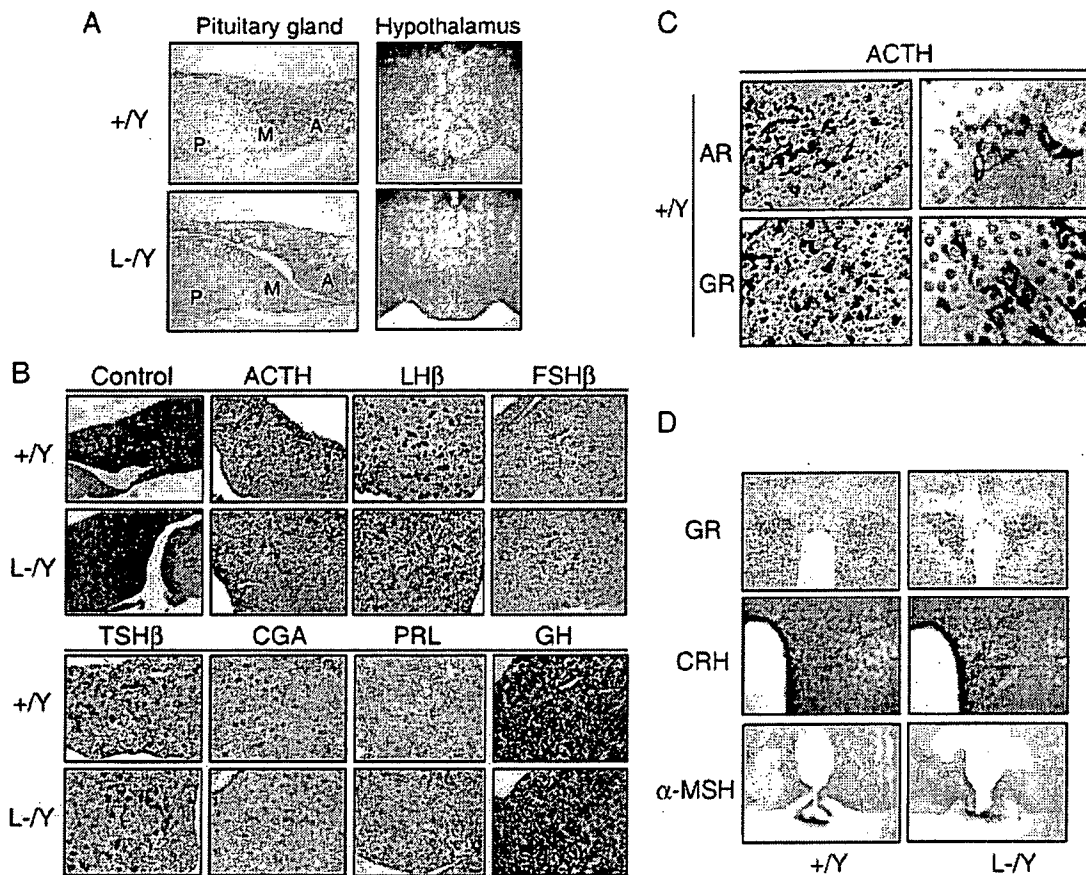 A
Pituitary gland Hypothalamus
+/Y
P M A
L-/Y
P M A
B
Control ACTH LHβ FSHβ
+/Y
L-/Y
TSHβ CGA PRL GH
+/Y
L-/Y
C
ACTH
+/Y
AR
GR
D
GR
CRH
α-MSH
+/Y L-/Y